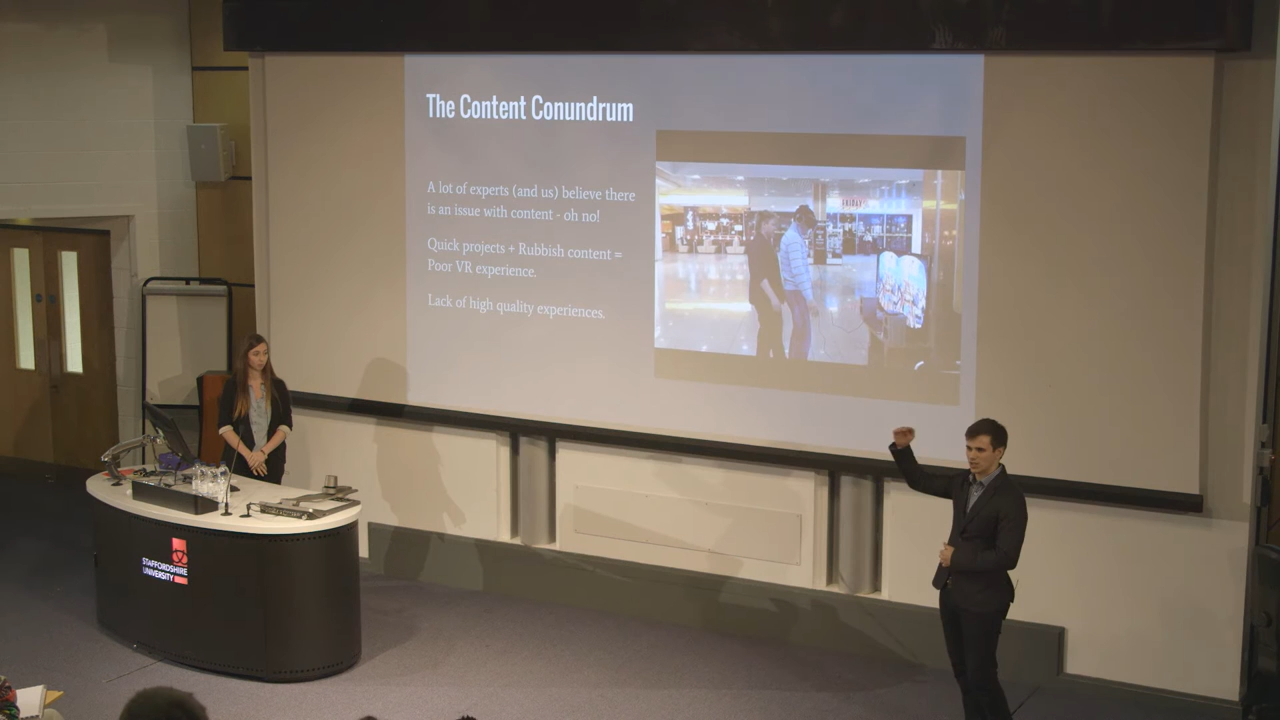 The Content Conundrum
A lot of experts (and us) believe there
is an issue with content - oh no!
Quick projects + Rubbish content =
Poor VR experience.
Lack of high quality experiences.
FRIDAY
STAFFORDSHIRE
UNIVERSITY